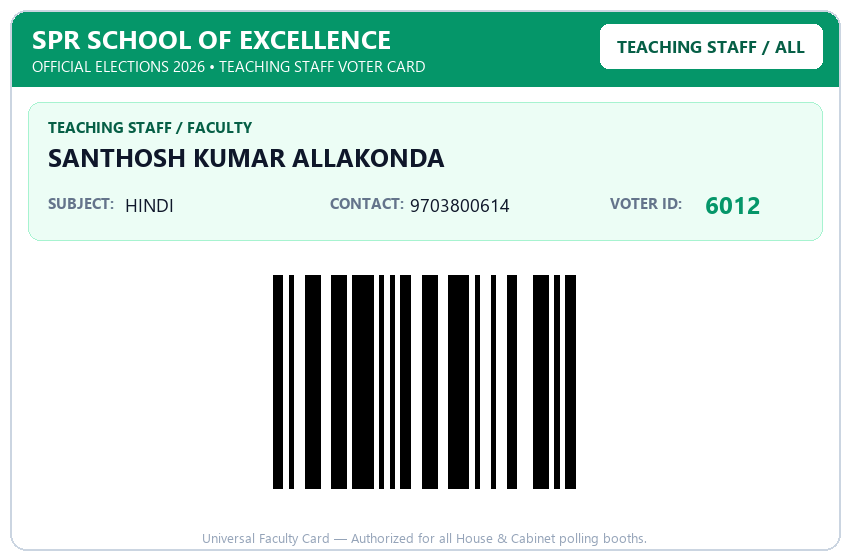 SPR SCHOOL OF EXCELLENCE
OFFICIAL ELECTIONS 2026 • TEACHING STAFF VOTER CARD
TEACHING STAFF / ALL
TEACHING STAFF / FACULTY
SANTHOSH KUMAR ALLAKONDA
SUBJECT: HINDI CONTACT: 9703800614 VOTER ID: 6012
Universal Faculty Card — Authorized for all House & Cabinet polling booths.